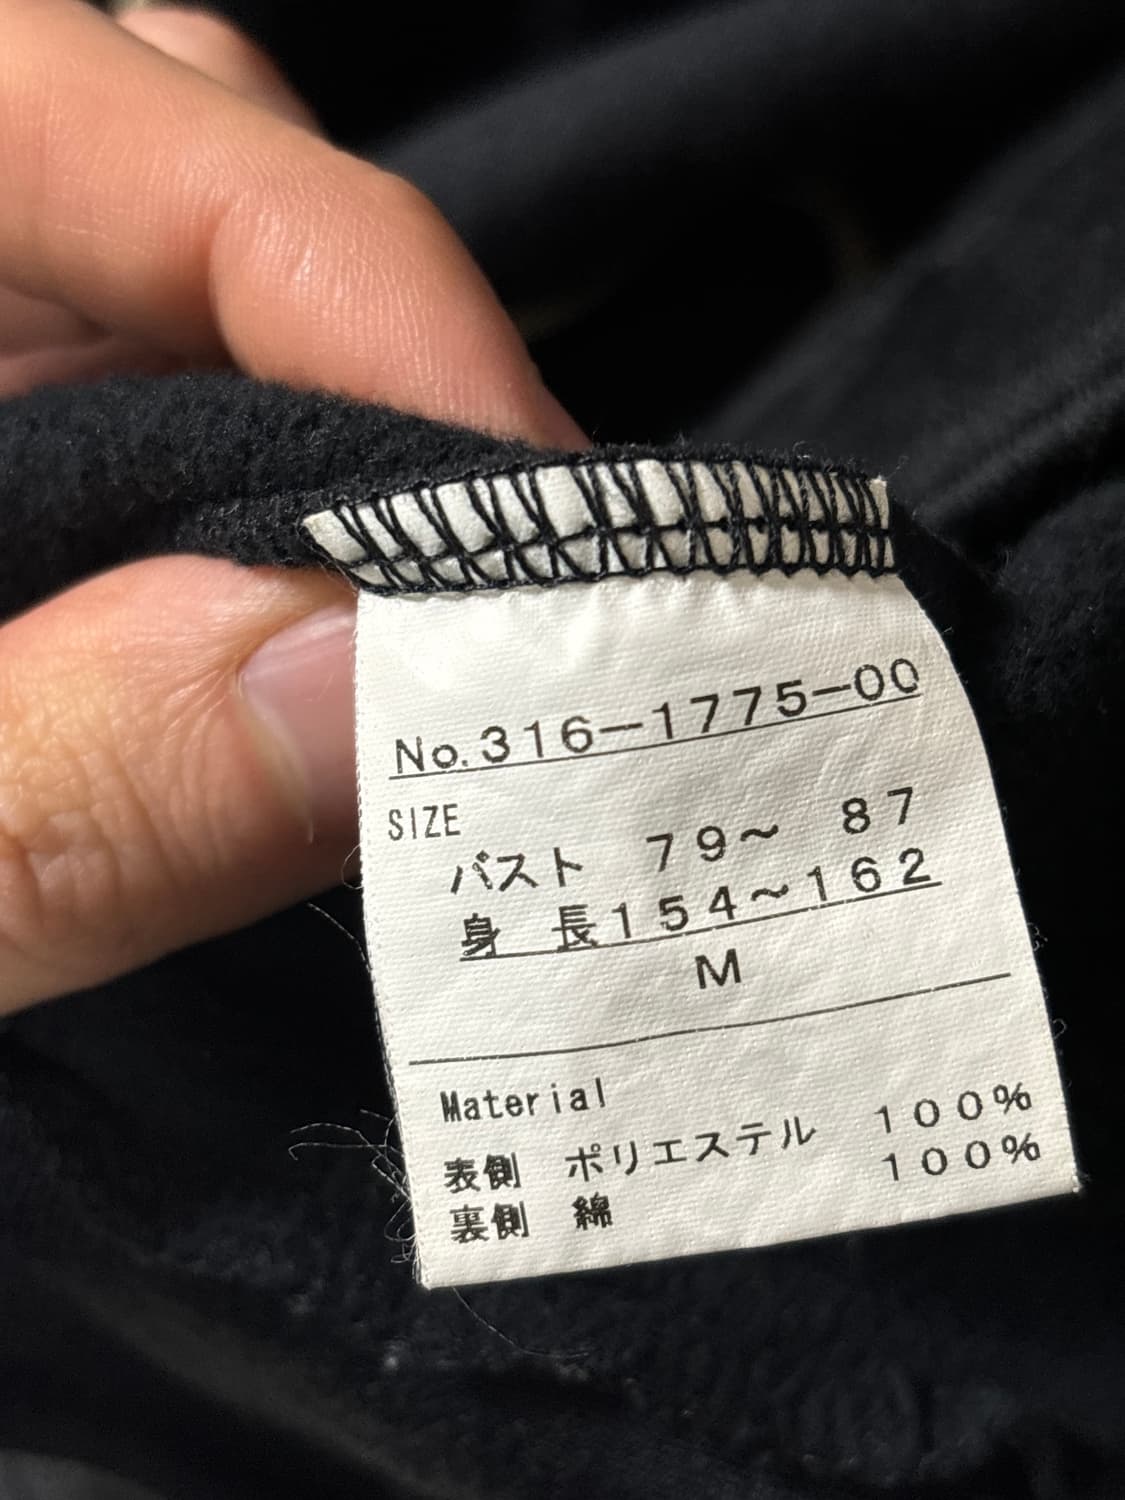 No.316-1775-00
SIZE
バスト 79～ 87
身 長154～162
M
Material
表側 ポリエステル 100%
裏側 綿 100%